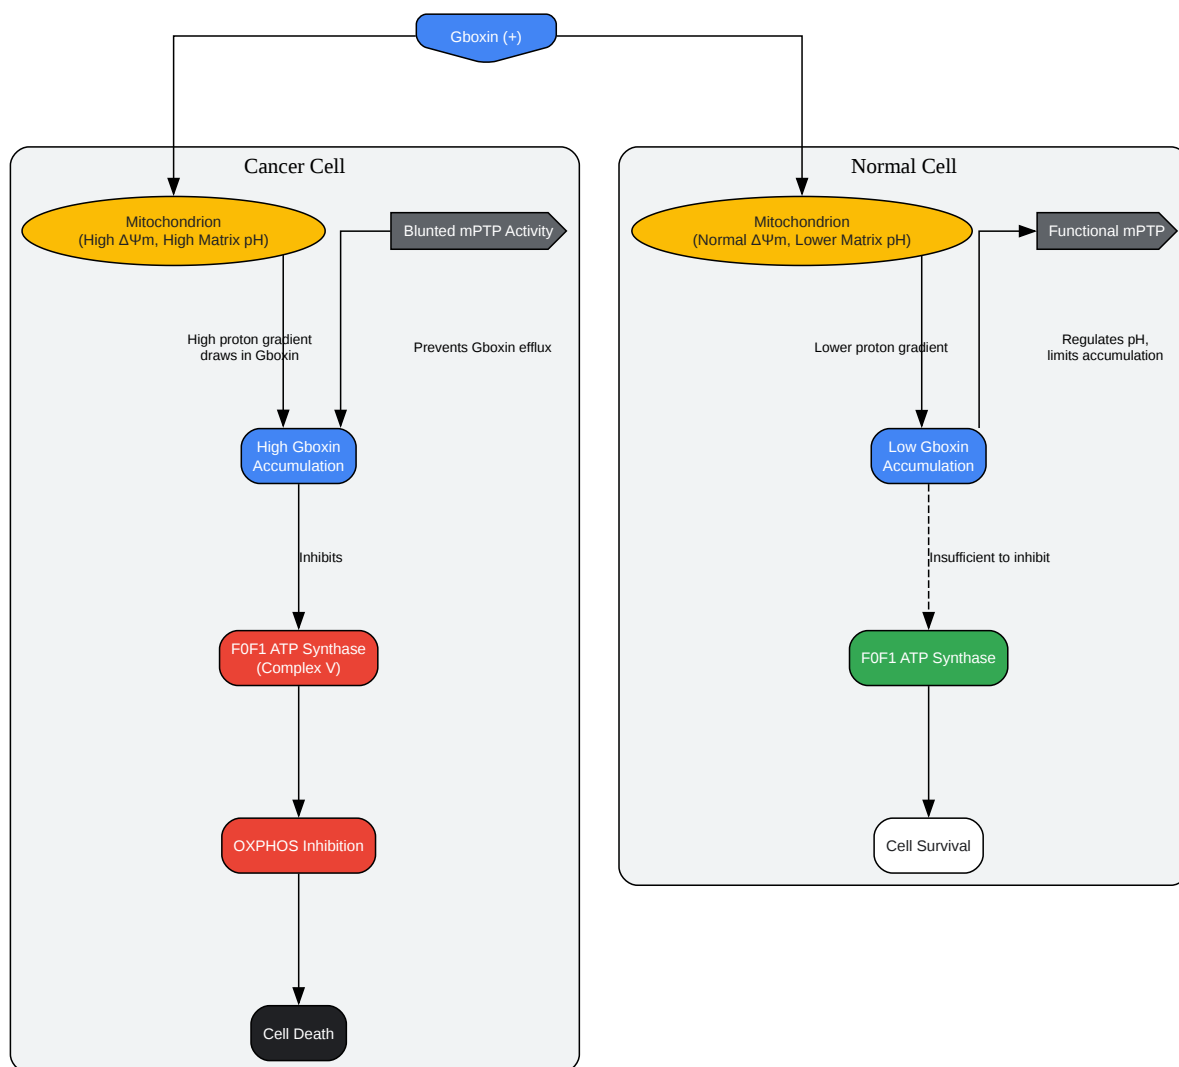 Gboxin (+)
Cancer Cell
Mitochondrion
(High ΔΨm, High Matrix pH)
Blunted mPTP Activity
High proton gradient
draws in Gboxin
Prevents Gboxin efflux
High Gboxin
Accumulation
Inhibits
F0F1 ATP Synthase
(Complex V)
OXPHOS Inhibition
Cell Death
Normal Cell
Mitochondrion
(Normal ΔΨm, Lower Matrix pH)
Functional mPTP
Lower proton gradient
Regulates pH,
limits accumulation
Low Gboxin
Accumulation
Insufficient to inhibit
F0F1 ATP Synthase
Cell Survival